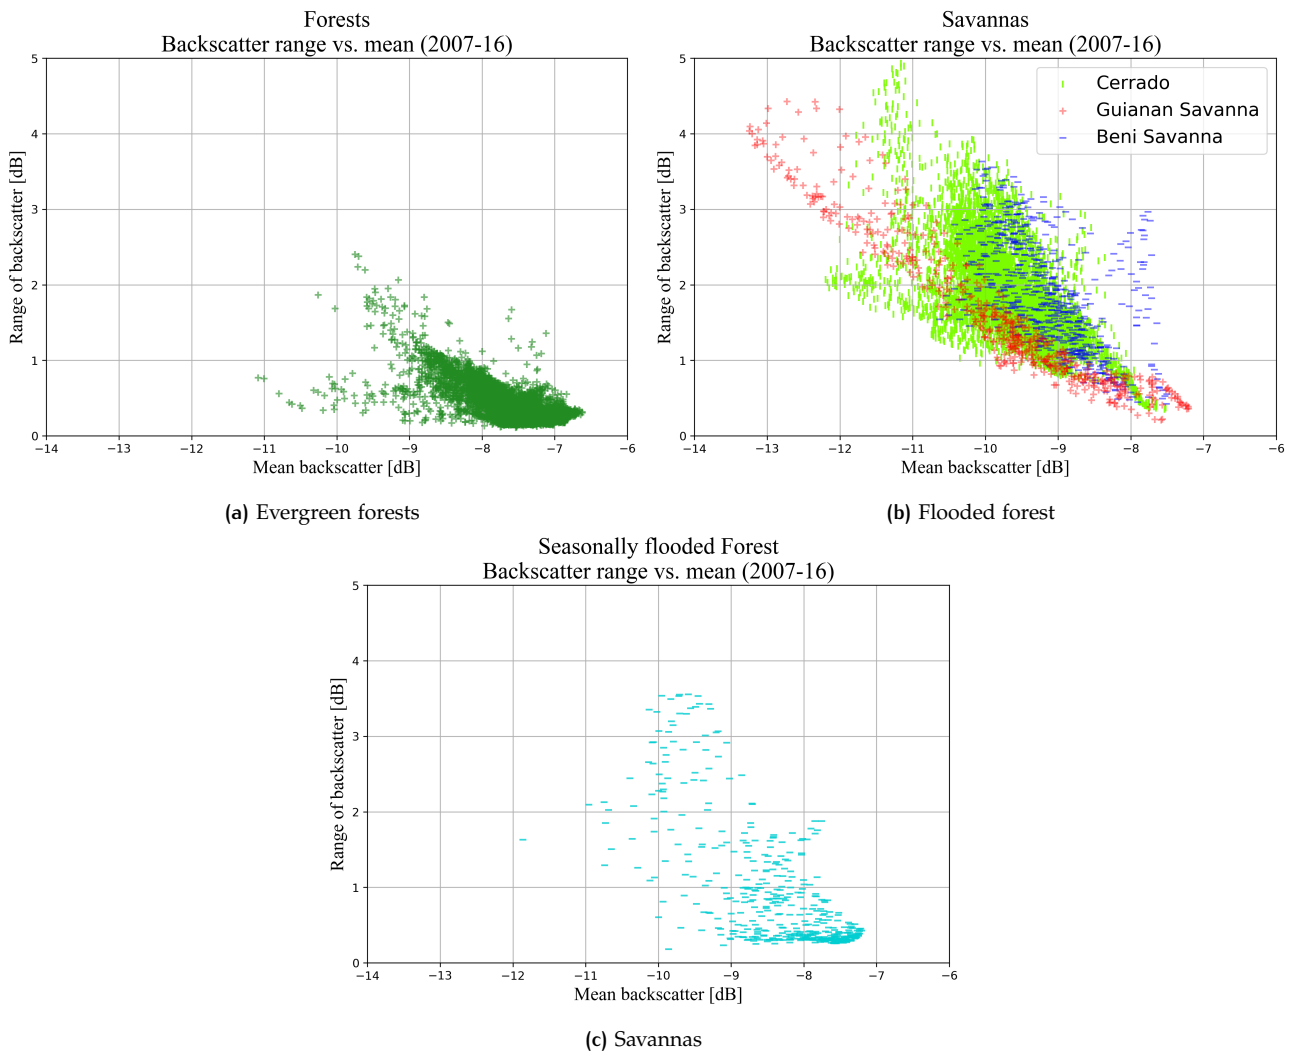 Forests
Backscatter range vs. mean (2007-16)
Range of backscatter [dB]
5
4
3
2
1
0
−14 −13 −12 −11 −10 −9 −8 −7 −6
Mean backscatter [dB]
(a) Evergreen forests
Savannas
Backscatter range vs. mean (2007-16)
Range of backscatter [dB]
5
4
3
2
1
0
Cerrado
Guianan Savanna
Beni Savanna
−14 −13 −12 −11 −10 −9 −8 −7 −6
Mean backscatter [dB]
(b) Flooded forest
Seasonally flooded Forest
Backscatter range vs. mean (2007-16)
Range of backscatter [dB]
5
4
3
2
1
0
−14 −13 −12 −11 −10 −9 −8 −7 −6
Mean backscatter [dB]
(c) Savannas